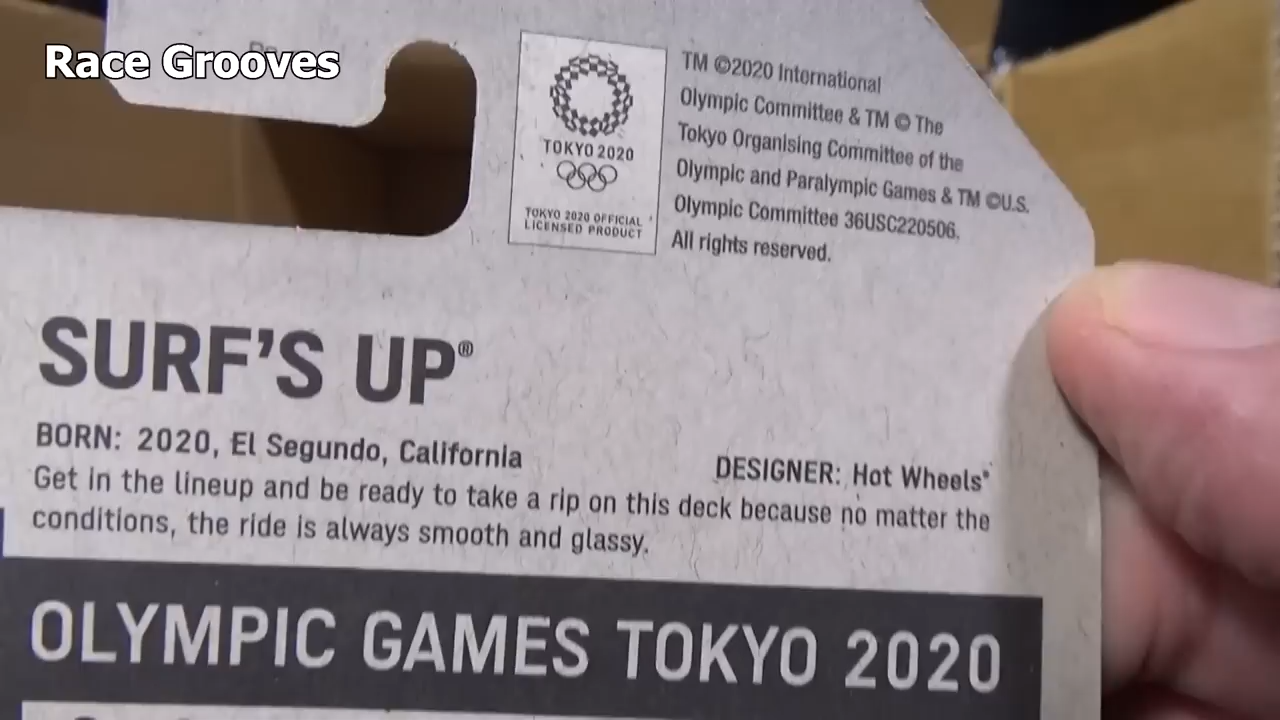 Race Grooves
TOKYO 2020
TOKYO 2020 OFFICIAL
LICENSED PRODUCT
TM ©2020 International
Olympic Committee & TM © The
Tokyo Organising Committee of the
Olympic and Paralympic Games & TM ©U.S.
Olympic Committee 36USC220506.
All rights reserved.
SURF'S UP®
BORN: 2020, El Segundo, California
DESIGNER: Hot Wheels®
Get in the lineup and be ready to take a rip on this deck because no matter the
conditions, the ride is always smooth and glassy.
OLYMPIC GAMES TOKYO 2020